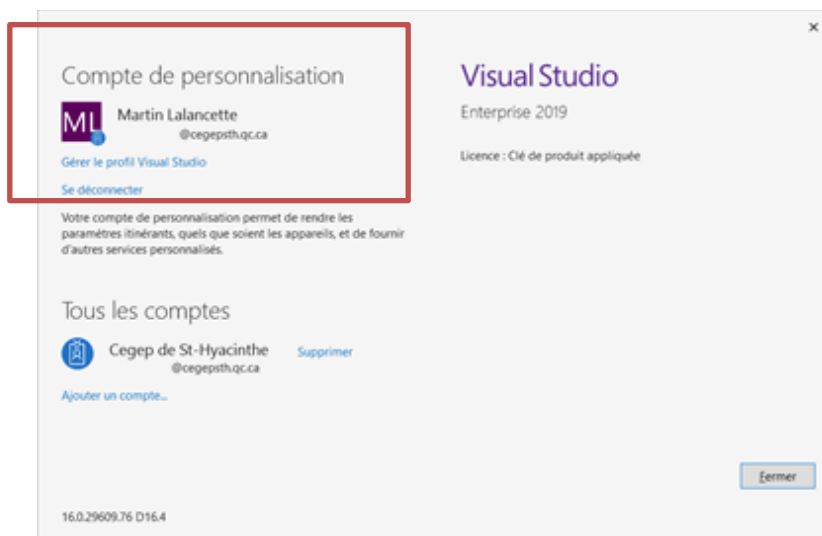 ×
Compte de personnalisation
ML
Martin Lalancette
@cegepsth.qc.ca
Gérer le profil Visual Studio
Se déconnecter
Votre compte de personnalisation permet de rendre les
paramètres itinérants, quels que soient les appareils, et de fournir
d'autres services personnalisés.
Tous les comptes
Cegep de St-Hyacinthe
Supprimer
@cegepsth.qc.ca
Ajouter un compte...
16.0.29609.76 D16.4
Visual Studio
Enterprise 2019
Licence : Clé de produit appliquée
Fermer